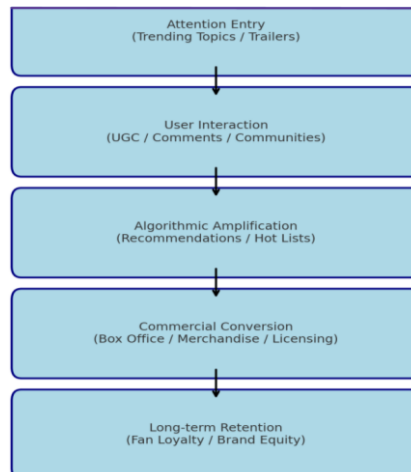 Attention Entry
(Trending Topics / Trailers)
User Interaction
(UGC / Comments / Communities)
Algorithmic Amplification
(Recommendations / Hot Lists)
Commercial Conversion
(Box Office / Merchandise / Licensing)
Long-term Retention
(Fan Loyalty / Brand Equity)